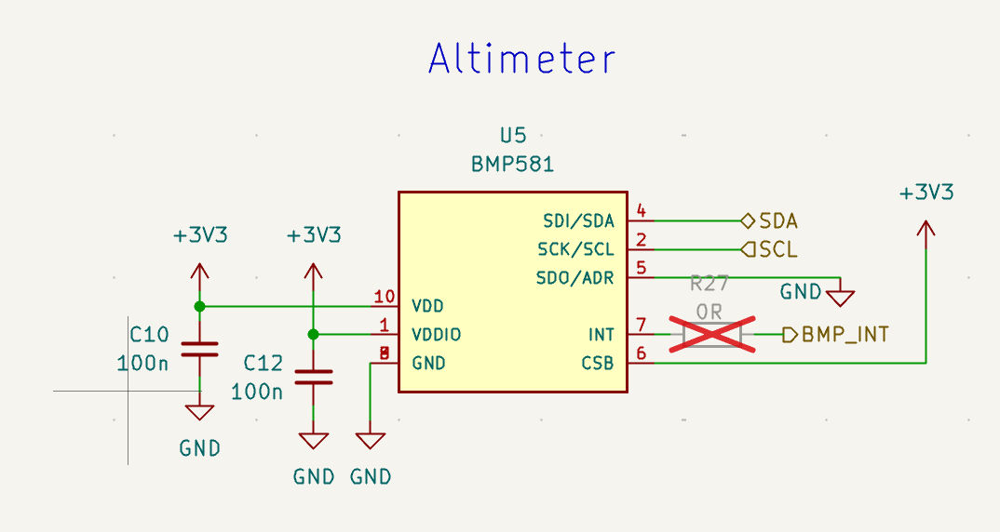 Altimeter
U5
BMP581
+3V3
+3V3
+3V3
4
SDI/SDA
SDA
2
SCK/SCL
SCL
5
SDO/ADR
GND
R27
0R
10
VDD
1
VDDIO
7
INT
BMP_INT
GND
6
CSB
C10
100n
C12
100n
GND
GND
GND